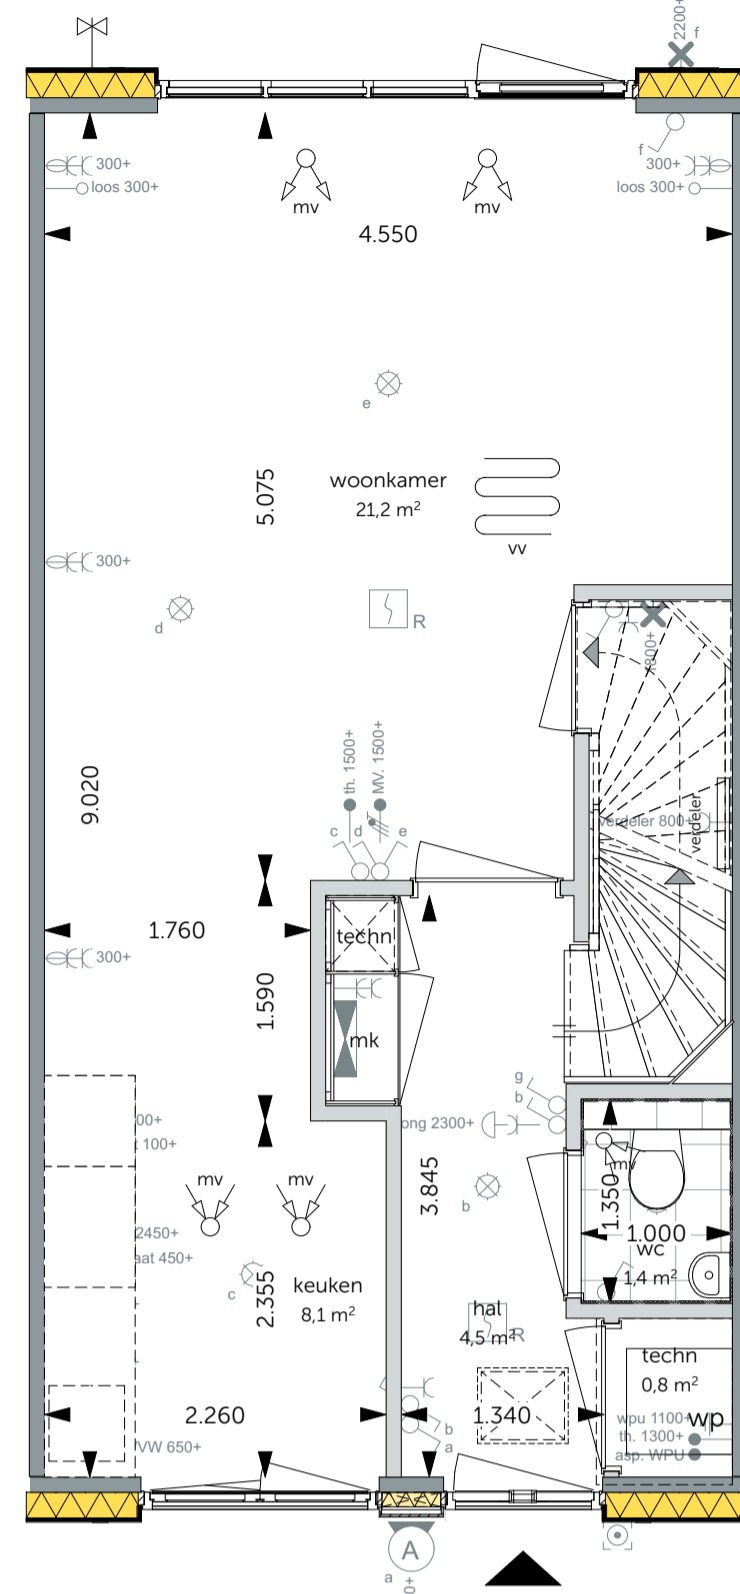 2200+
f
f
300+
loos 300+
300+
loos 300+
mv
mv
4.550
e
5.075
woonkamer
21,2 m²
vv
300+
d
R
9.020
th. 1500+
MV. 1500+
c
d
e
verdeler 800+
verdeler
1.760
techn
300+
1.590
mk
g
b
ong 2300+
00+
100+
mv
mv
3.845
b
mv
1.350
1.000
wc
1,4 m²
2450+
aat 450+
c
2.355
keuken
8,1 m²
hal
4,5 m²
R
techn
0,8 m²
2.260
1.340
wpu 1100+
wp
th. 1300+
asp. WPU
b
a
VW 650+
A
a
0+